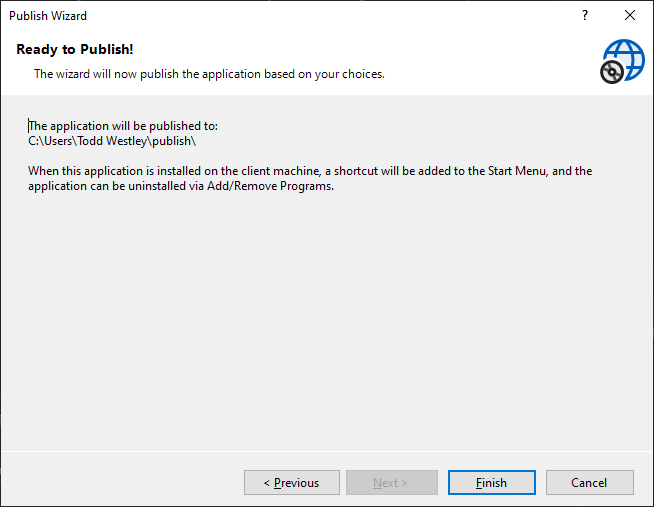 Publish Wizard
?
Ready to Publish!
The wizard will now publish the application based on your choices.
The application will be published to:
C:\Users\Todd Westley\publish\
When this application is installed on the client machine, a shortcut will be added to the Start Menu, and the
application can be uninstalled via Add/Remove Programs.
< Previous
Next >
Finish
Cancel